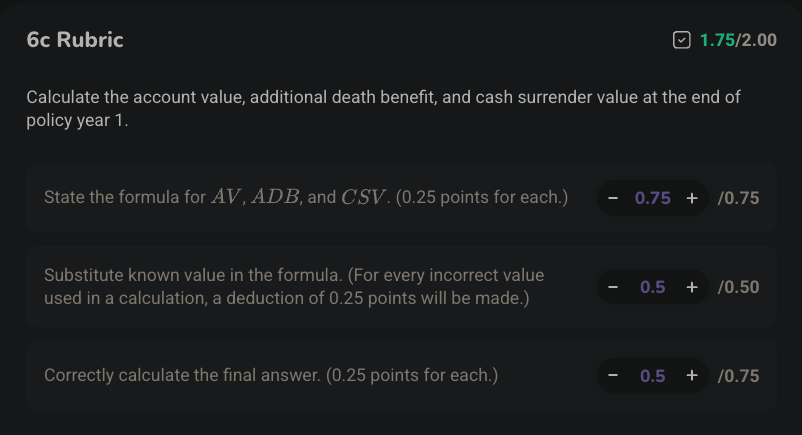 6c Rubric
1.75/2.00
Calculate the account value, additional death benefit, and cash surrender value at the end of
policy year 1.
State the formula for AV, ADB, and CSV. (0.25 points for each.)
− 0.75 + /0.75
Substitute known value in the formula. (For every incorrect value
used in a calculation, a deduction of 0.25 points will be made.)
− 0.5 + /0.50
Correctly calculate the final answer. (0.25 points for each.)
− 0.5 + /0.75